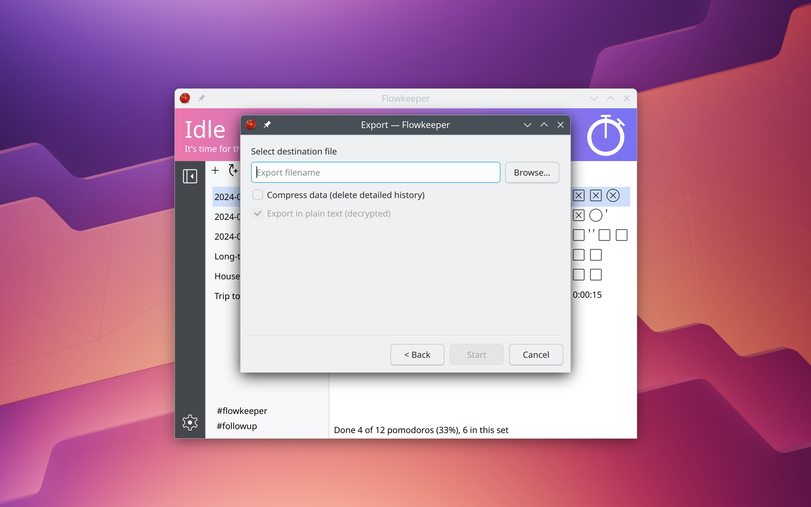 Flowkeeper
Idle
It's time for th
Export — Flowkeeper
Select destination file
Export filename
Browse...
Compress data (delete detailed history)
Export in plain text (decrypted)
< Back
Start
Cancel
2024-0
2024-0
2024-0
Long-t
House
Trip to
0:00:15
#flowkeeper
#followup
Done 4 of 12 pomodoros (33%), 6 in this set